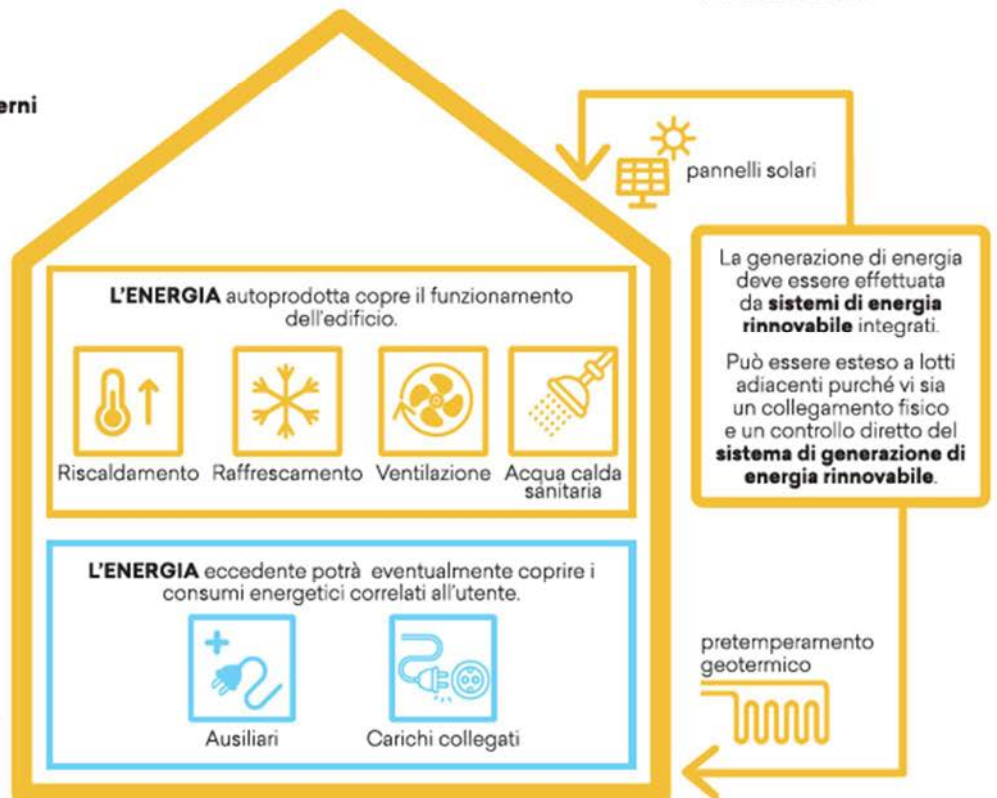 erni
pannelli solari
La generazione di energia
deve essere effettuata
da sistemi di energia
rinnovabile integrati.
Può essere esteso a lotti
adiacenti purché vi sia
un collegamento fisico
e un controllo diretto del
sistema di generazione di
energia rinnovabile.
L'ENERGIA autoprodotta copre il funzionamento
dell'edificio.
Riscaldamento
Raffrescamento
Ventilazione
Acqua calda
sanitaria
L'ENERGIA eccedente potrà eventualmente coprire i
consumi energetici correlati all'utente.
Ausiliari
Carichi collegati
pretemperamento
geotermico